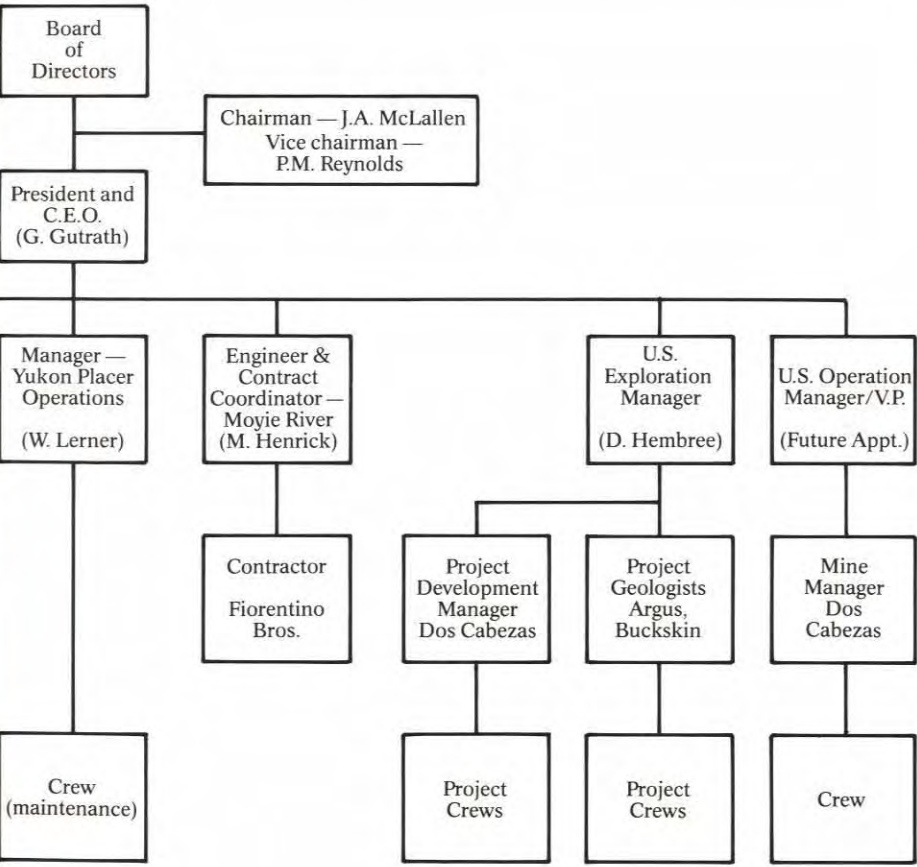 Board
of
Directors
Chairman — J.A. McLallen
Vice chairman —
P.M. Reynolds
President and
C.E.O.
(G. Gutrath)
Manager —
Yukon Placer
Operations
(W. Lerner)
Engineer &
Contract
Coordinator —
Moyie River
(M. Henrick)
U.S.
Exploration
Manager
(D. Hembree)
U.S. Operation
Manager/V.P.
(Future Appt.)
Contractor
Fiorentino
Bros.
Project
Development
Manager
Dos Cabezas
Project
Geologists
Argus,
Buckskin
Mine
Manager
Dos
Cabezas
Crew
(maintenance)
Project
Crews
Project
Crews
Crew